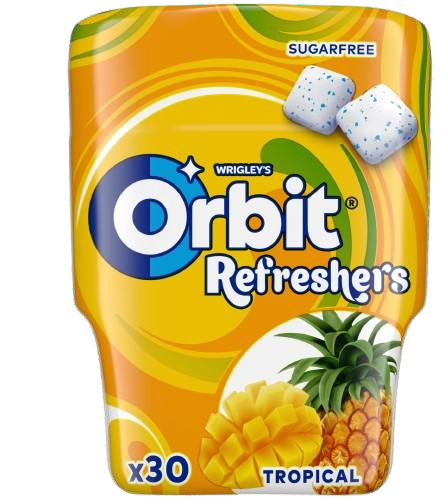 SUGARFREE
WRIGLEY'S
Orbit®
Refreshers
x30
TROPICAL